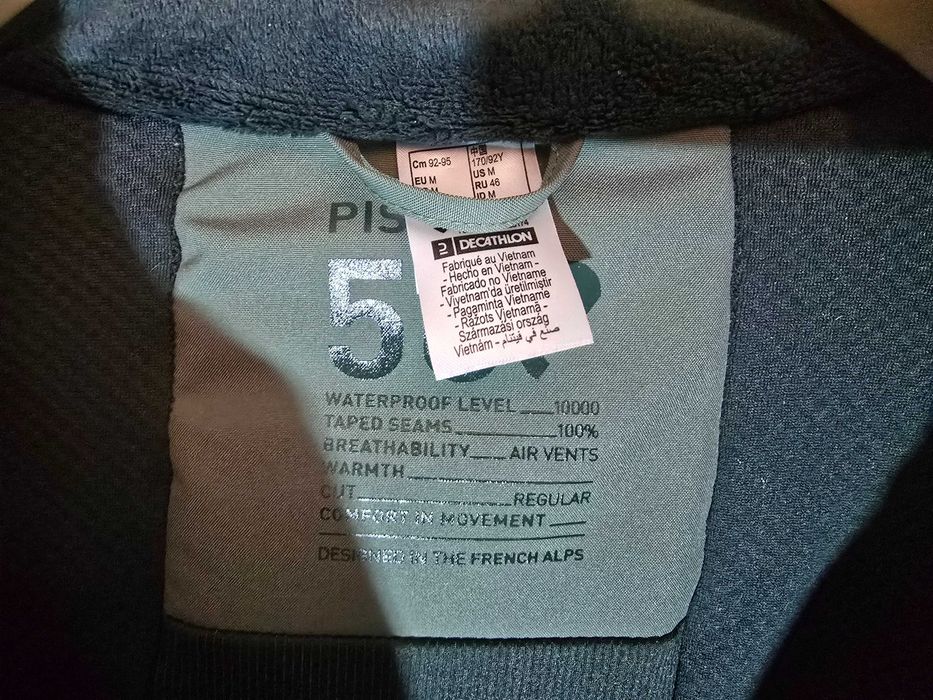 Cm 92-95
EU M
170/92Y
US M
RU 46
ID M
PIS
5
DECATHLON
Fabriqué au Vietnam
- Hecho en Vietnam -
Fabricado no Vietname
- Viyetnam'da üretilmiştir
- Pagaminta Vietname
- Ražots Vjetnamā -
Származási ország
Vietnám - صنع في فيتنام
WATERPROOF LEVEL 10000
TAPED SEAMS 100%
BREATHABILITY AIR VENTS
WARMTH
CUT REGULAR
COMFORT IN MOVEMENT
DESIGNED IN THE FRENCH ALPS